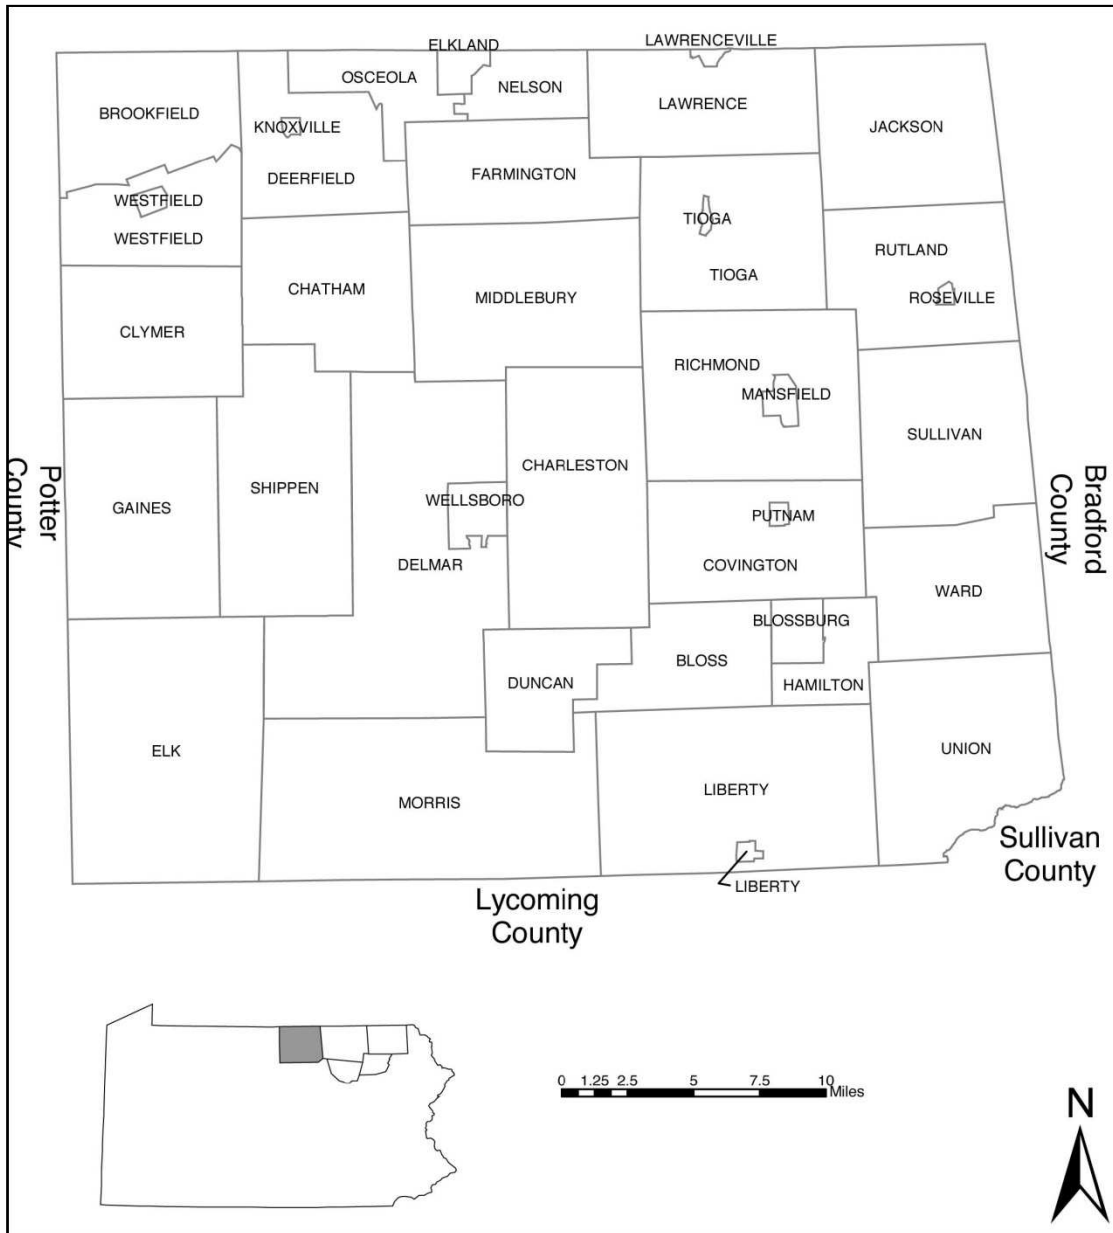 ELKLAND
LAWRENCEVILLE
OSCEOLA
NELSON
LAWRENCE
BROOKFIELD
KNOXVILLE
JACKSON
DEERFIELD
FARMINGTON
WESTFIELD
TIOGA
WESTFIELD
RUTLAND
TIOGA
CHATHAM
MIDDLEBURY
ROSEVILLE
CLYMER
RICHMOND
MANSFIELD
SULLIVAN
CHARLESTON
Potter
County
SHIPPEN
WELLSBORO
GAINES
PUTNAM
Bradford
County
DELMAR
COVINGTON
WARD
BLOSSBURG
BLOSS
DUNCAN
HAMILTON
ELK
UNION
MORRIS
LIBERTY
Sullivan
County
LIBERTY
Lycoming
County
0 1.25 2.5 5 7.5 10
Miles
N